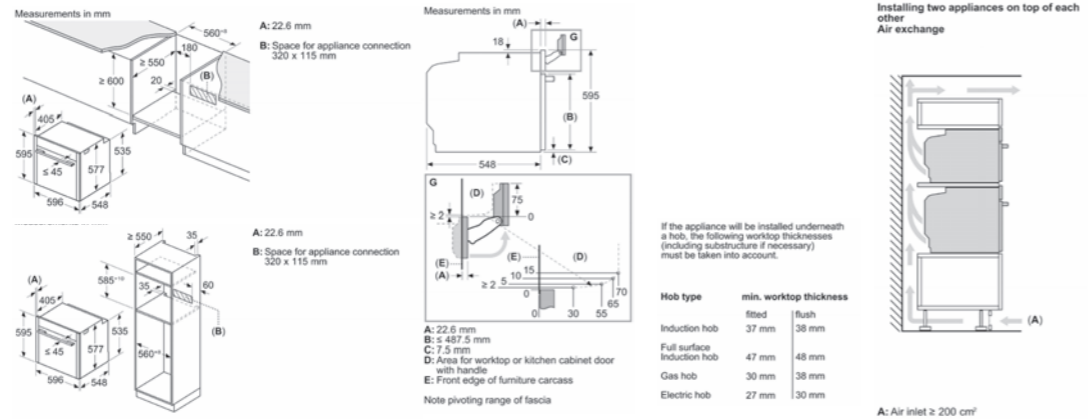 Measurements in mm
560⁺⁸
180
≥ 550
≥ 600
20
(B)
(A)
405
595
535
577
≤ 45
596
548
A: 22.6 mm
B: Space for appliance connection
320 x 115 mm
≥ 550
35
585⁺¹⁰
35
60
(A)
405
595
535
(B)
≤ 45
577
560⁺⁸
596
548
A: 22.6 mm
B: Space for appliance connection
320 x 115 mm
Measurements in mm
(A)
18
G
595
(B)
548
(C)
G
(D)
75
≥ 2
0
(E)
(A)
(E)
(D)
15
10
≥ 2 5
0
70
65
0
30
55
A: 22.6 mm
B: ≤ 487.5 mm
C: 7.5 mm
D: Area for worktop or kitchen cabinet door
with handle
E: Front edge of furniture carcass
Note pivoting range of fascia
If the appliance will be installed underneath
a hob, the following worktop thicknesses
(including substructure if necessary)
must be taken into account.
Hob type min. worktop thickness
fitted flush
Induction hob 37 mm 38 mm
Full surface
Induction hob 47 mm 48 mm
Gas hob 30 mm 38 mm
Electric hob 27 mm 30 mm
Installing two appliances on top of each
other
Air exchange
(A)
A: Air inlet ≥ 200 cm²